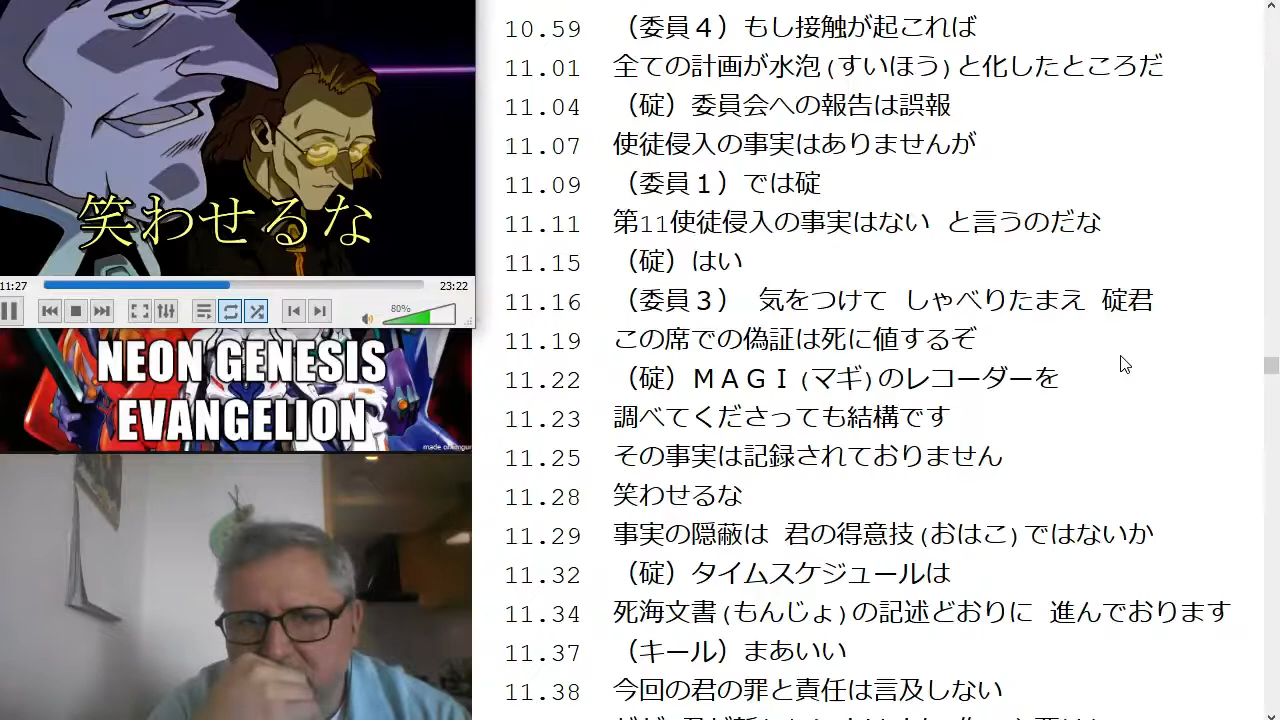 笑わせるな
11:27
23:22
80%
NEON GENESIS
EVANGELION
10.59 （委員４）もし接触が起これば
11.01 全ての計画が水泡(すいほう)と化したところだ
11.04 （碇）委員会への報告は誤報
11.07 使徒侵入の事実はありませんが
11.09 （委員１）では碇
11.11 第11使徒侵入の事実はない と言うのだな
11.15 （碇）はい
11.16 （委員３） 気をつけて しゃべりたまえ 碇君
11.19 この席での偽証は死に値するぞ
11.22 （碇）ＭＡＧＩ(マギ)のレコーダーを
11.23 調べてくださっても結構です
11.25 その事実は記録されておりません
11.28 笑わせるな
11.29 事実の隠蔽は 君の得意技(おはこ)ではないか
11.32 （碇）タイムスケジュールは
11.34 死海文書(もんじょ)の記述どおりに 進んでおります
11.37 （キール）まあいい
11.38 今回の君の罪と責任は言及しない